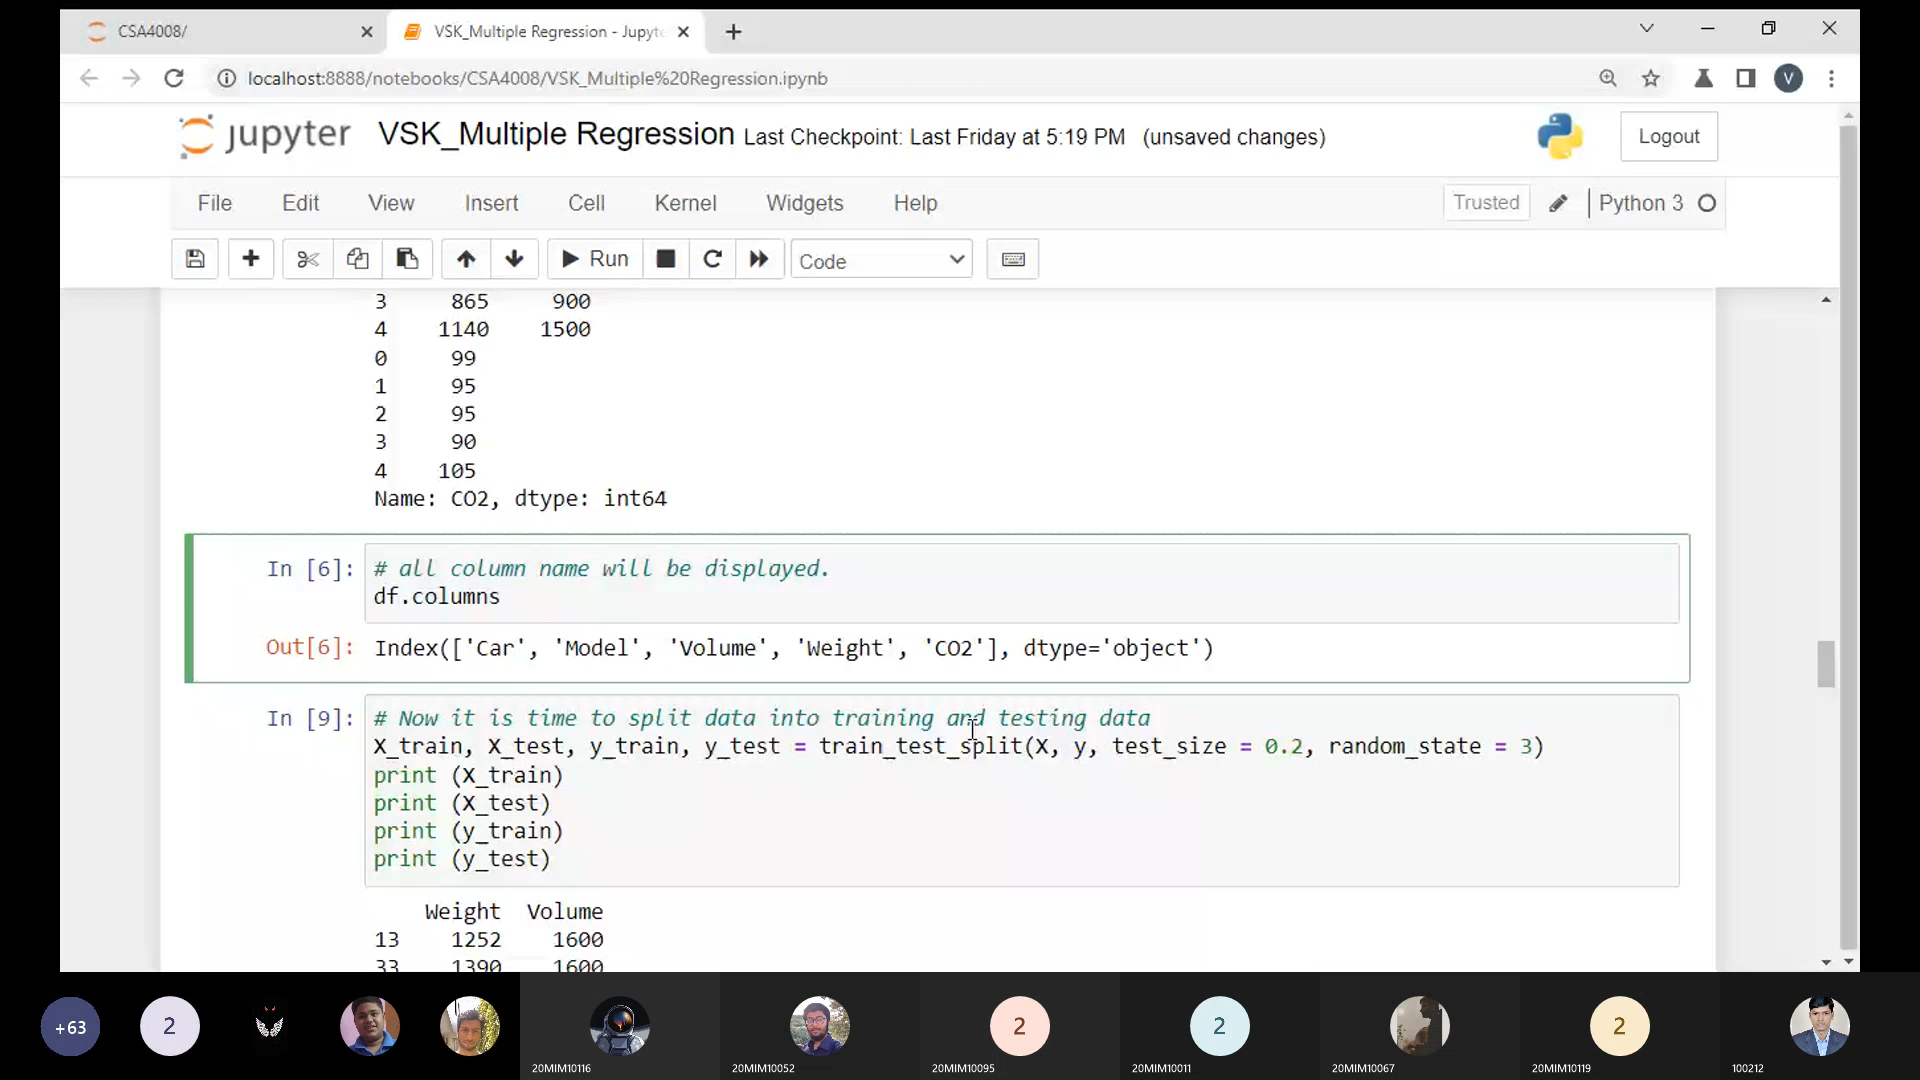 CSA4008/
VSK_Multiple Regression - Jupyte
localhost:8888/notebooks/CSA4008/VSK_Multiple%20Regression.ipynb
V
jupyter VSK_Multiple Regression Last Checkpoint: Last Friday at 5:19 PM (unsaved changes)
Logout
File Edit View Insert Cell Kernel Widgets Help
Trusted
Python 3
Run
Code
3 865 900
4 1140 1500
0 99
1 95
2 95
3 90
4 105
Name: CO2, dtype: int64
In [6]: # all column name will be displayed.
df.columns
Out[6]: Index(['Car', 'Model', 'Volume', 'Weight', 'CO2'], dtype='object')
In [9]: # Now it is time to split data into training and testing data
X_train, X_test, y_train, y_test = train_test_split(X, y, test_size = 0.2, random_state = 3)
print (X_train)
print (X_test)
print (y_train)
print (y_test)
Weight Volume
13 1252 1600
33 1390 1600
+63
2
2
2
2
20MIM10116
20MIM10052
20MIM10095
20MIM10011
20MIM10067
20MIM10119
100212